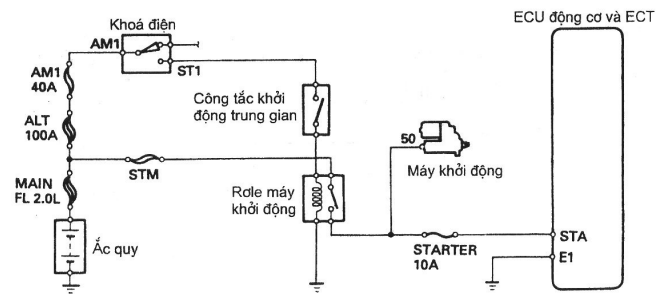 ECU động cơ và ECT
Khoá điện
AM1
ST1
AM1
40A
Công tắc khởi
động trung gian
ALT
100A
50
Máy khởi động
STM
MAIN
FL 2.0L
Rơle máy
khởi động
STA
STARTER
10A
E1
Ắc quy